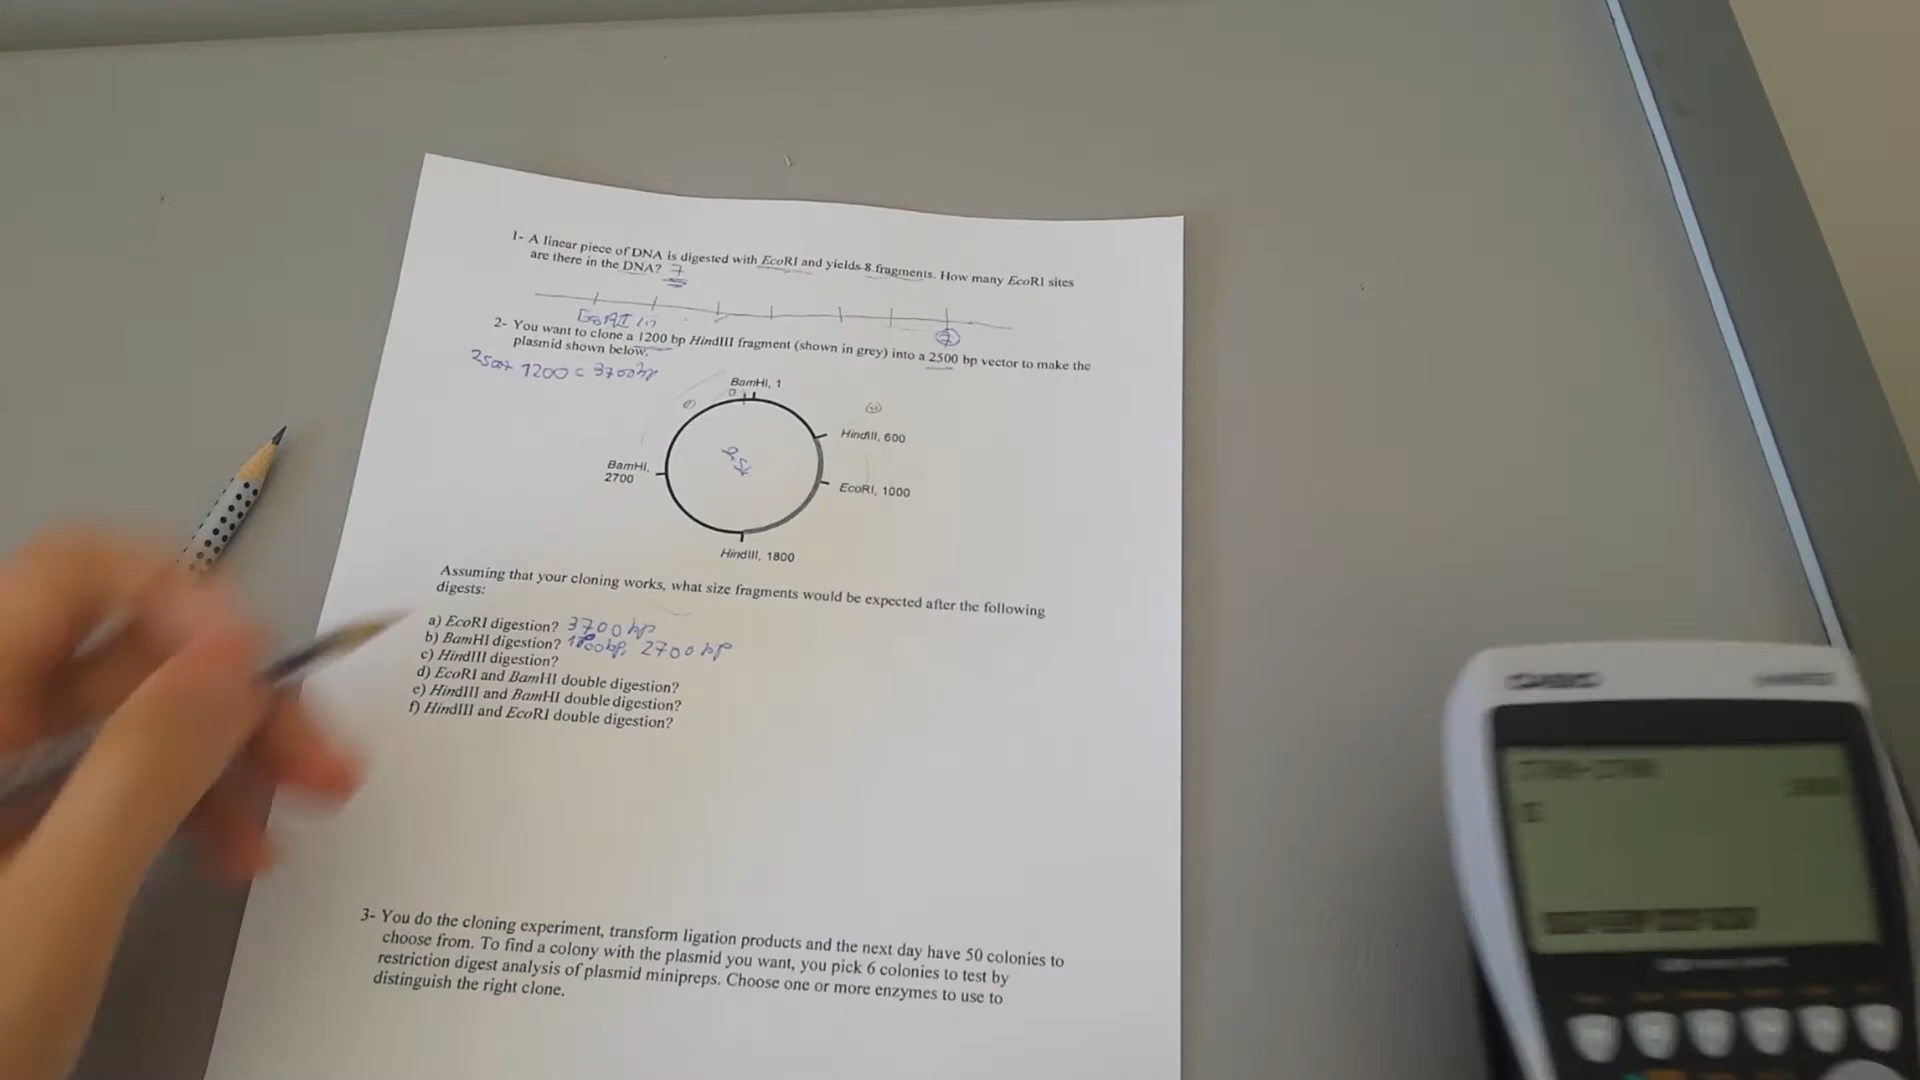 1- A linear piece of DNA is digested with EcoRI and yields 8 fragments. How many EcoRI sites
are there in the DNA? 7
2- You want to clone a 1200 bp HindIII fragment (shown in grey) into a 2500 bp vector to make the
plasmid shown below.
1200 = 3700bp
BamHI, 1
0
HindIII, 600
BamHI,
2700
EcoRI, 1000
HindIII, 1800
Assuming that your cloning works, what size fragments would be expected after the following
digests:
a) EcoRI digestion? 3700 bp
b) BamHI digestion? 2700 bp
c) HindIII digestion?
d) EcoRI and BamHI double digestion?
e) HindIII and BamHI double digestion?
f) HindIII and EcoRI double digestion?
3- You do the cloning experiment, transform ligation products and the next day have 50 colonies to
choose from. To find a colony with the plasmid you want, you pick 6 colonies to test by
restriction digest analysis of plasmid minipreps. Choose one or more enzymes to use to
distinguish the right clone.
CASIO